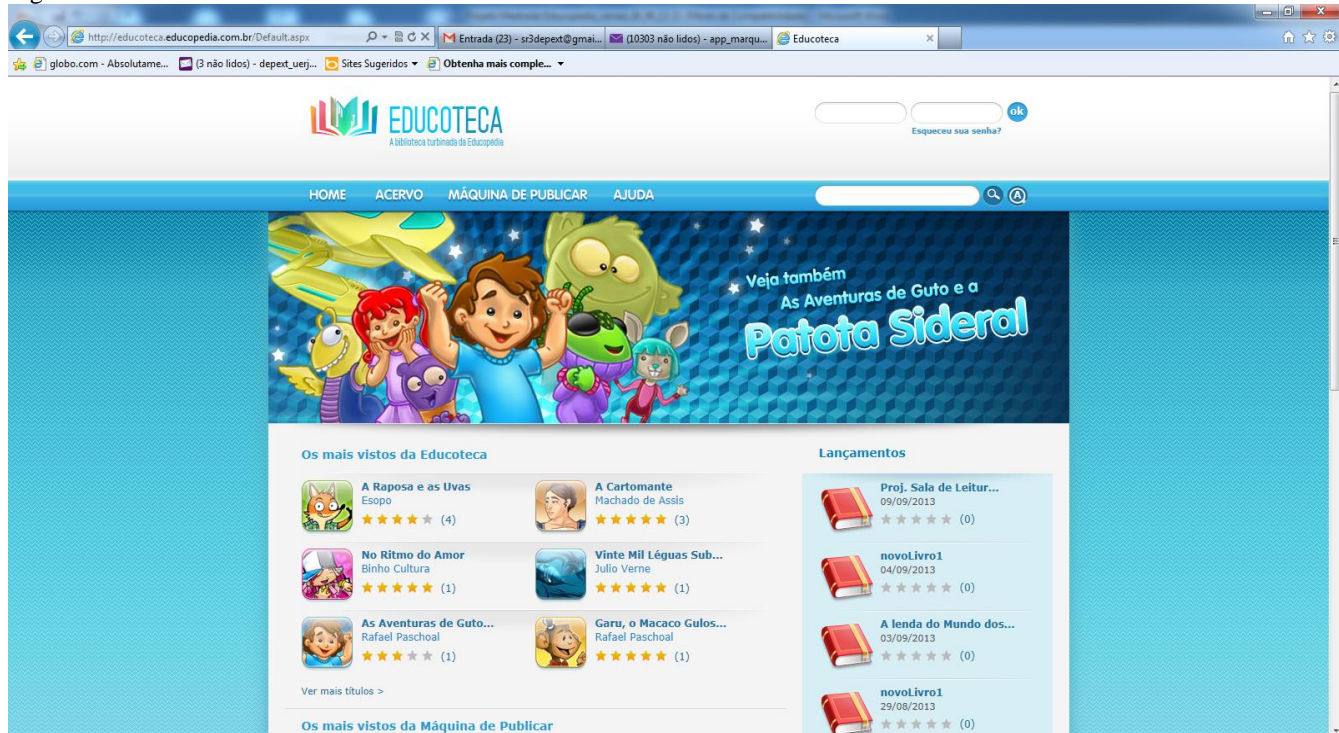 http://educoteca.educopedia.com.br/Default.aspx
Entrada (23) - sr3depext@gmai...
(10303 não lidos) - app_marqu...
Educoteca
globo.com - Absolutame...
(3 não lidos) - depext_uerj...
Sites Sugeridos
Obtenha mais comple...
EDUCOTECA
A biblioteca turbinada da Educopédia
ok
Esqueceu sua senha?
HOME ACERVO MÁQUINA DE PUBLICAR AJUDA
Veja também
As Aventuras de Guto e a
Patota Sideral
Os mais vistos da Educoteca
A Raposa e as Uvas
Esopo
(4)
A Cartomante
Machado de Assis
(3)
No Ritmo do Amor
Binho Cultura
(1)
Vinte Mil Léguas Sub...
Julio Verne
(1)
As Aventuras de Guto...
Rafael Paschoal
(1)
Garu, o Macaco Gulos...
Rafael Paschoal
(1)
Ver mais títulos >
Os mais vistos da Máquina de Publicar
Lançamentos
Proj. Sala de Leitur...
09/09/2013
(0)
novoLivro1
04/09/2013
(0)
A lenda do Mundo dos...
03/09/2013
(0)
novoLivro1
29/08/2013
(0)